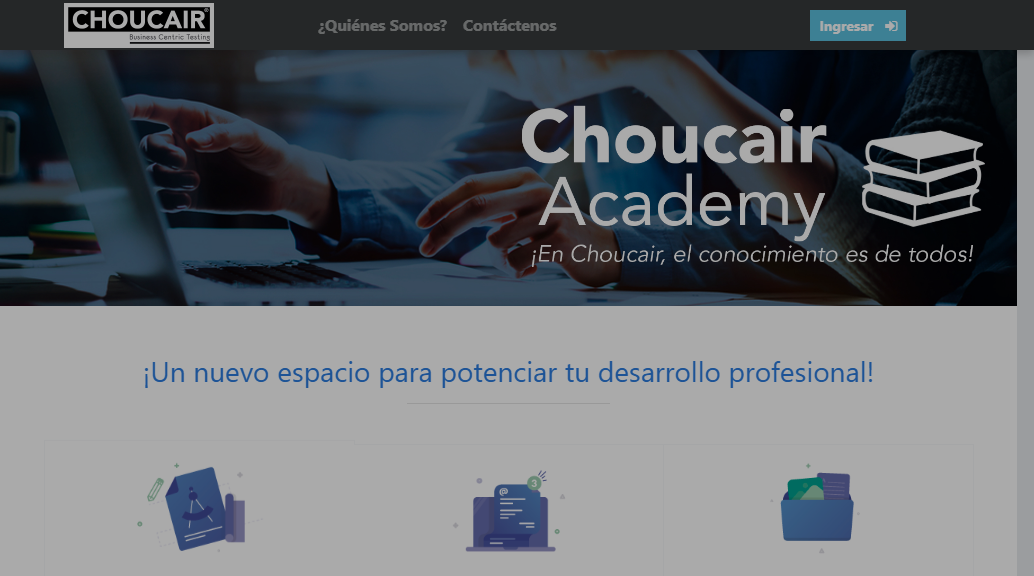 CHOUCAIR®
Business Centric Testing
¿Quiénes Somos? Contáctenos
Ingresar
Choucair
Academy
¡En Choucair, el conocimiento es de todos!
¡Un nuevo espacio para potenciar tu desarrollo profesional!
@
3